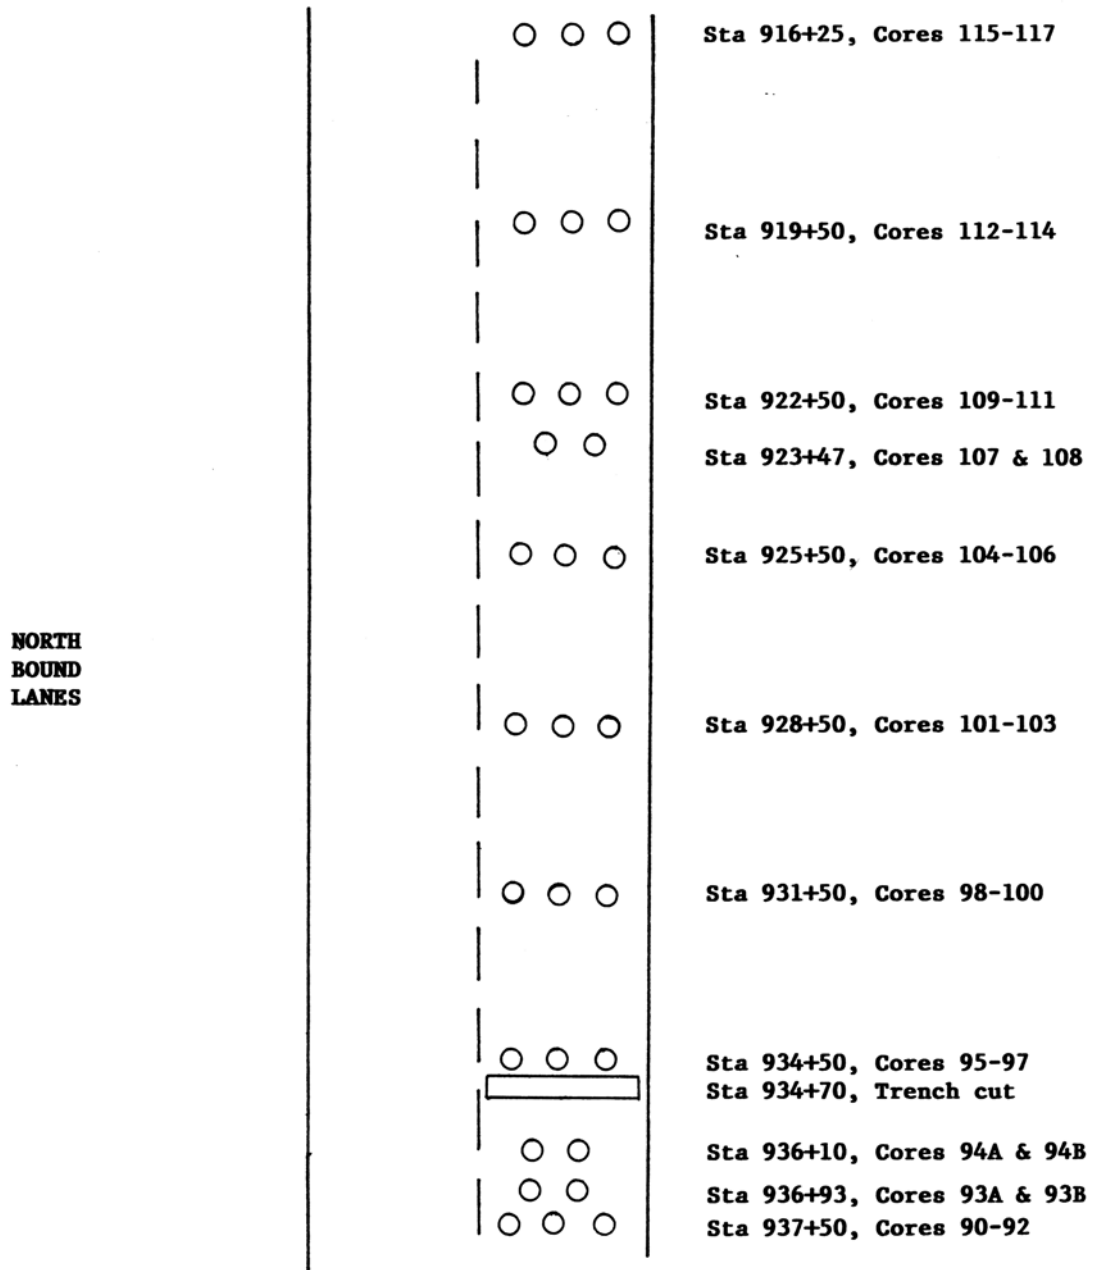 Sta 916+25, Cores 115-117
Sta 919+50, Cores 112-114
Sta 922+50, Cores 109-111
Sta 923+47, Cores 107 & 108
Sta 925+50, Cores 104-106
NORTH
BOUND
LANES
Sta 928+50, Cores 101-103
Sta 931+50, Cores 98-100
Sta 934+50, Cores 95-97
Sta 934+70, Trench cut
Sta 936+10, Cores 94A & 94B
Sta 936+93, Cores 93A & 93B
Sta 937+50, Cores 90-92